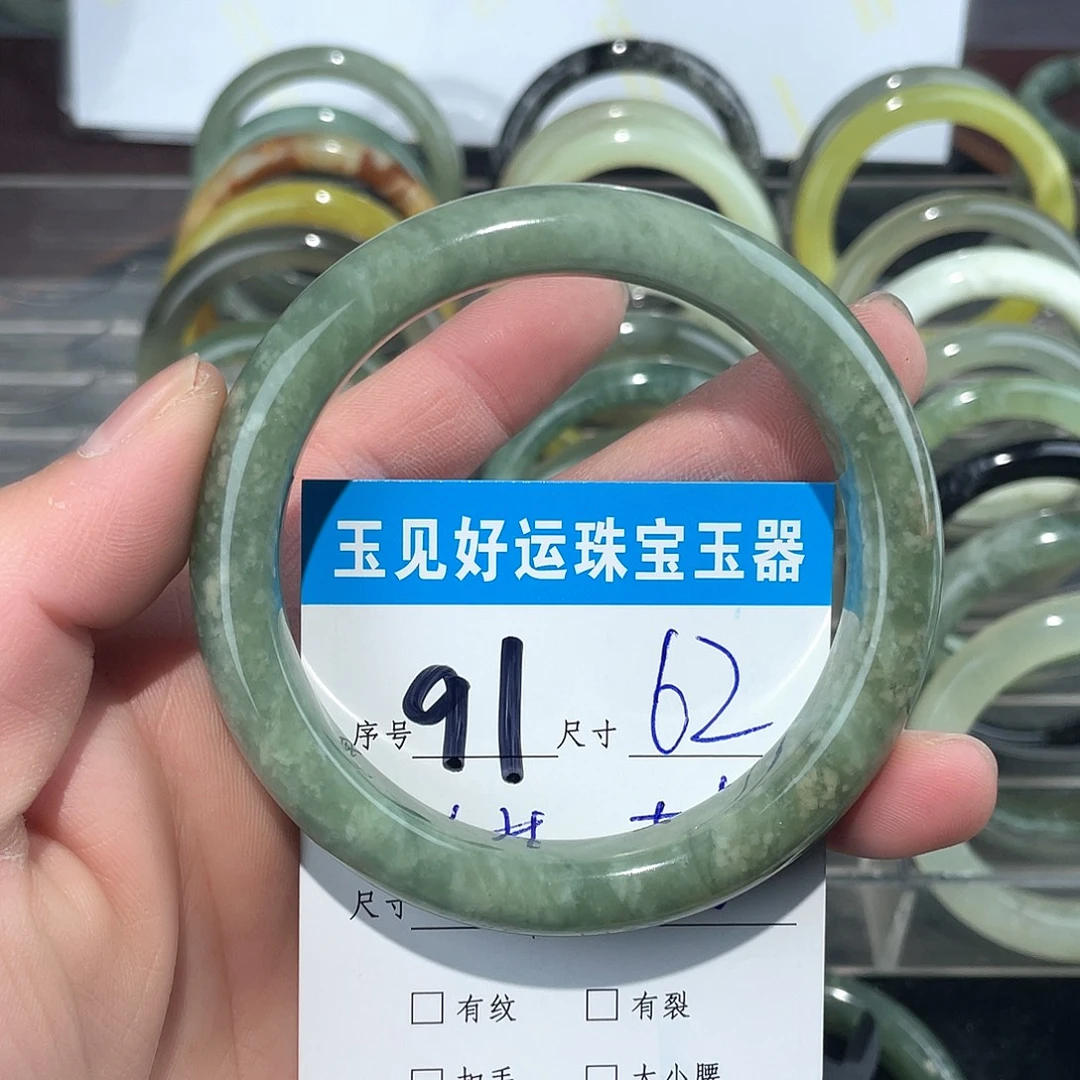 玉见好运珠宝玉器
序号 91 尺寸 62
尺寸
□ 有纹 □ 有裂